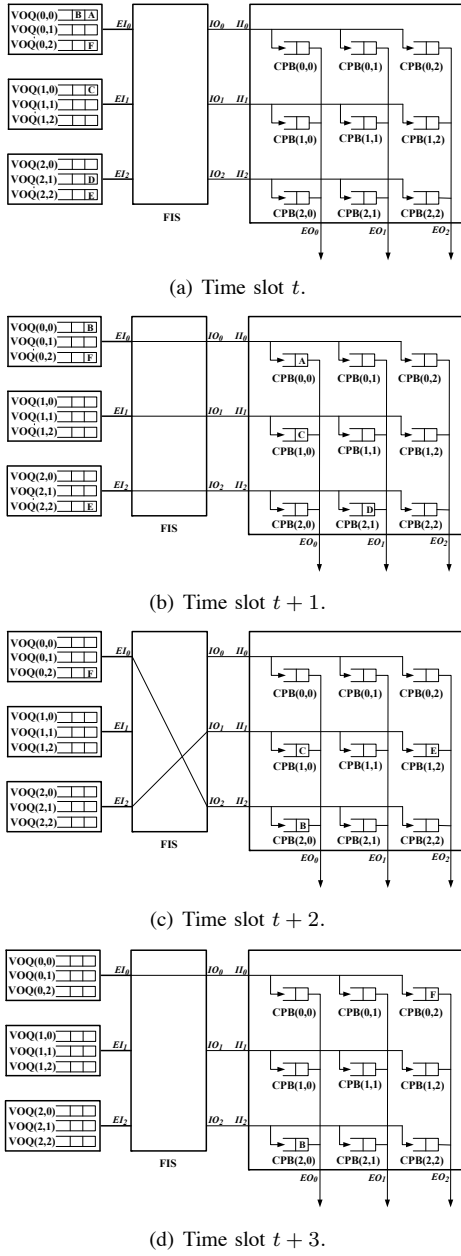 VOQ(0,0) B A
VOQ(0,1)
VOQ(0,2) F
EI0
IO0 II0
CPB(0,0) CPB(0,1) CPB(0,2)
VOQ(1,0) C
VOQ(1,1)
VOQ(1,2)
EI1
IO1 II1
CPB(1,0) CPB(1,1) CPB(1,2)
VOQ(2,0)
VOQ(2,1) D
VOQ(2,2) E
EI2
IO2 II2
CPB(2,0) CPB(2,1) CPB(2,2)
FIS
EO0 EO1 EO2
(a) Time slot t.
VOQ(0,0) B
VOQ(0,1)
VOQ(0,2) F
EI0
IO0 II0
A
CPB(0,0) CPB(0,1) CPB(0,2)
VOQ(1,0)
VOQ(1,1)
VOQ(1,2)
EI1
IO1 II1
C
CPB(1,0) CPB(1,1) CPB(1,2)
VOQ(2,0)
VOQ(2,1)
VOQ(2,2) E
EI2
IO2 II2
D
CPB(2,0) CPB(2,1) CPB(2,2)
FIS
EO0 EO1 EO2
(b) Time slot t + 1.
VOQ(0,0)
VOQ(0,1)
VOQ(0,2) F
EI0
IO0 II0
CPB(0,0) CPB(0,1) CPB(0,2)
VOQ(1,0)
VOQ(1,1)
VOQ(1,2)
EI1
IO1 II1
C E
CPB(1,0) CPB(1,1) CPB(1,2)
VOQ(2,0)
VOQ(2,1)
VOQ(2,2)
EI2
IO2 II2
B
CPB(2,0) CPB(2,1) CPB(2,2)
FIS
EO0 EO1 EO2
(c) Time slot t + 2.
VOQ(0,0)
VOQ(0,1)
VOQ(0,2)
EI0
IO0 II0
F
CPB(0,0) CPB(0,1) CPB(0,2)
VOQ(1,0)
VOQ(1,1)
VOQ(1,2)
EI1
IO1 II1
CPB(1,0) CPB(1,1) CPB(1,2)
VOQ(2,0)
VOQ(2,1)
VOQ(2,2)
EI2
IO2 II2
B
CPB(2,0) CPB(2,1) CPB(2,2)
FIS
EO0 EO1 EO2
(d) Time slot t + 3.